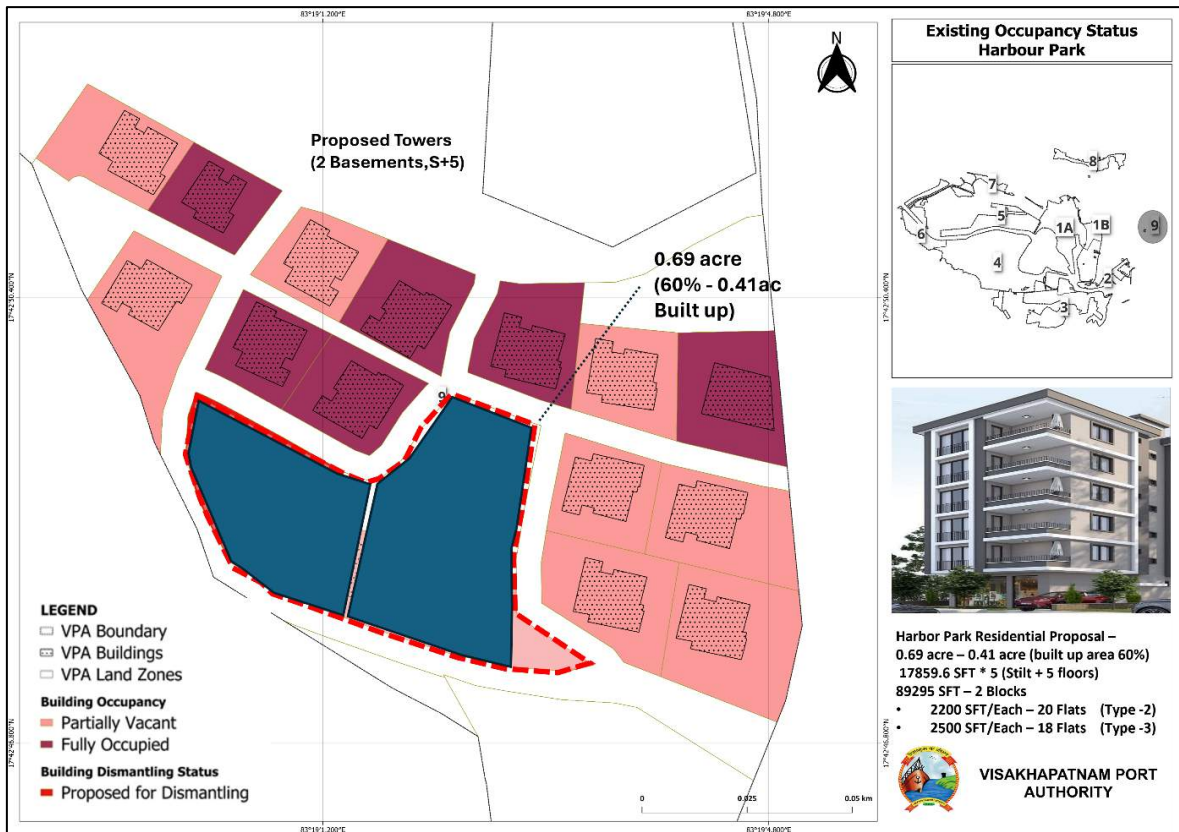 83°19'1.200"E
83°19'4.800"E
N
Proposed Towers
(2 Basements,S+5)
0.69 acre
(60% - 0.41ac
Built up)
17°42'50.400"N
17°42'50.400"N
9
LEGEND
VPA Boundary
VPA Buildings
VPA Land Zones
Building Occupancy
Partially Vacant
Fully Occupied
Building Dismantling Status
Proposed for Dismantling
17°42'46.800"N
17°42'46.800"N
0
0.025
0.05 km
83°19'1.200"E
83°19'4.800"E
Existing Occupancy Status
Harbour Park
8
7
5
1A
1B
9
6
4
2
3
Harbor Park Residential Proposal –
0.69 acre – 0.41 acre (built up area 60%)
17859.6 SFT * 5 (Stilt + 5 floors)
89295 SFT – 2 Blocks
• 2200 SFT/Each – 20 Flats (Type -2)
• 2500 SFT/Each – 18 Flats (Type -3)
VISAKHAPATNAM PORT
AUTHORITY